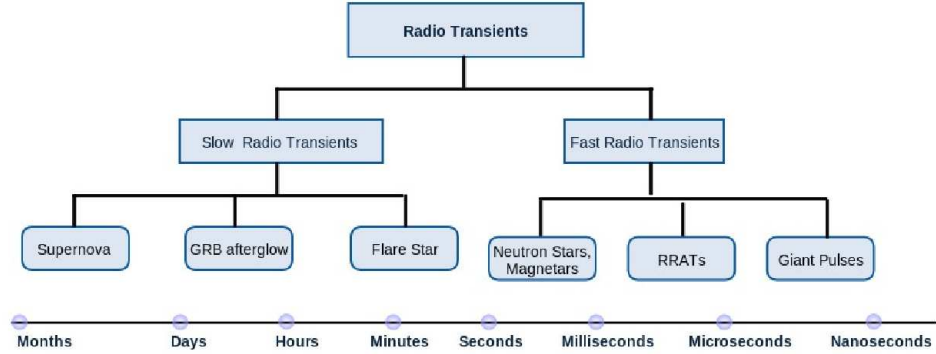 Radio Transients
Slow Radio Transients
Fast Radio Transients
Supernova
GRB afterglow
Flare Star
Neutron Stars,
Magnetars
RRATs
Giant Pulses
Months
Days
Hours
Minutes
Seconds
Milliseconds
Microseconds
Nanoseconds